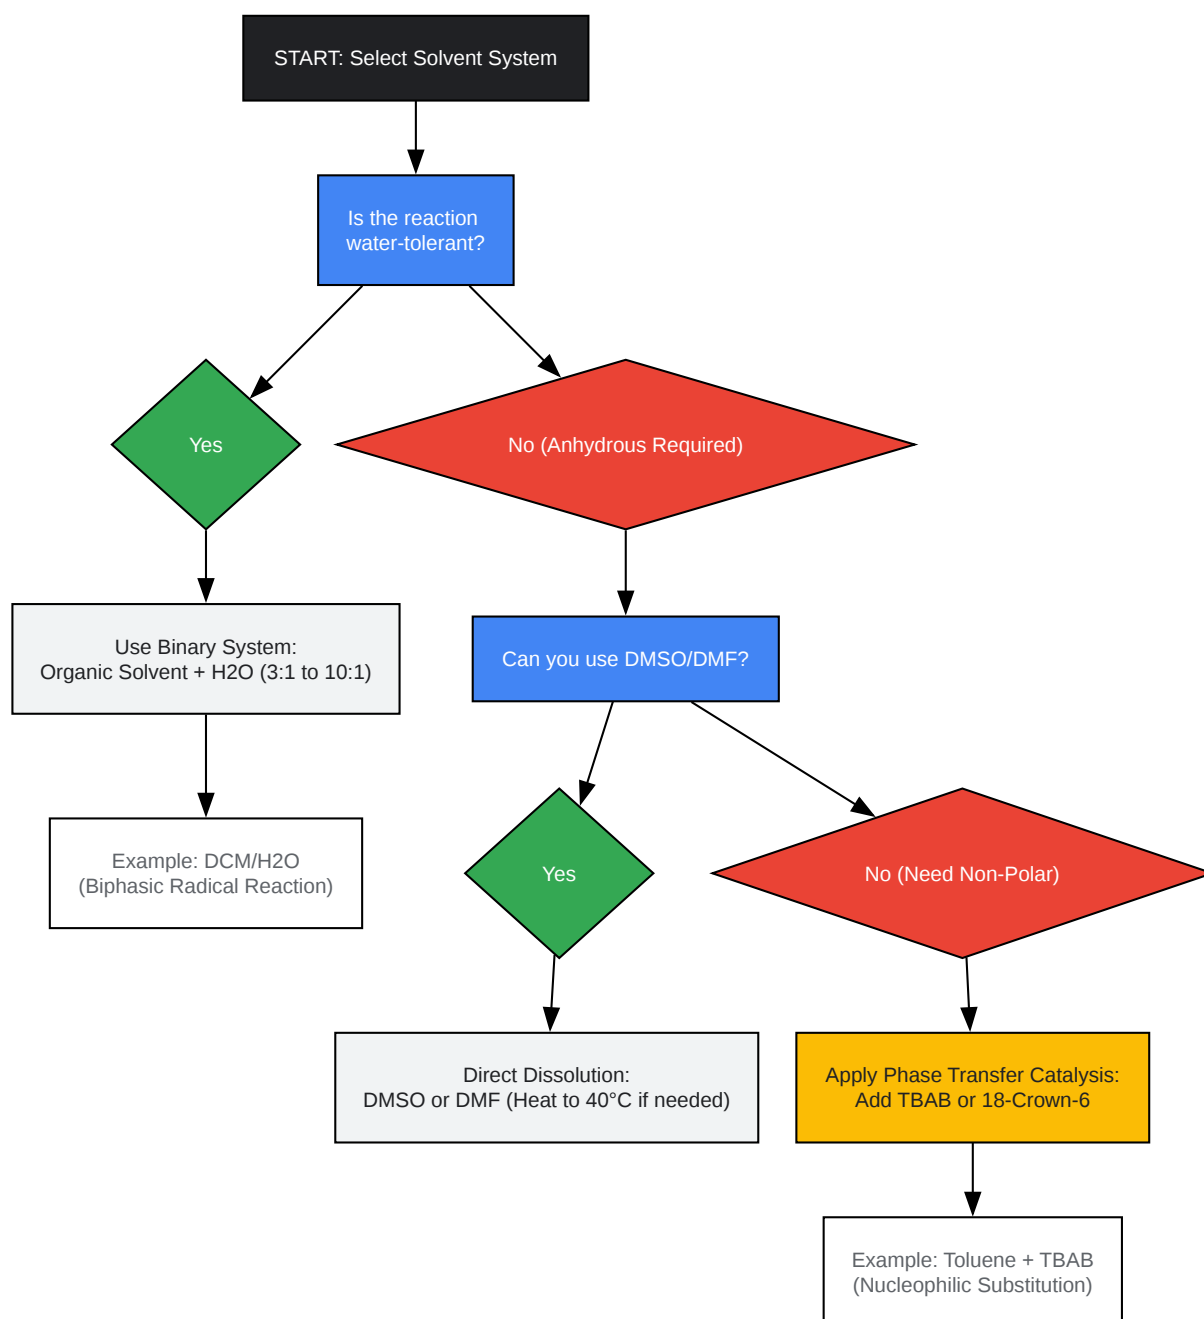 START: Select Solvent System
Is the reaction
water-tolerant?
Yes
No (Anhydrous Required)
Use Binary System:
Organic Solvent + H2O (3:1 to 10:1)
Can you use DMSO/DMF?
Example: DCM/H2O
(Biphasic Radical Reaction)
Yes
No (Need Non-Polar)
Direct Dissolution:
DMSO or DMF (Heat to 40°C if needed)
Apply Phase Transfer Catalysis:
Add TBAB or 18-Crown-6
Example: Toluene + TBAB
(Nucleophilic Substitution)